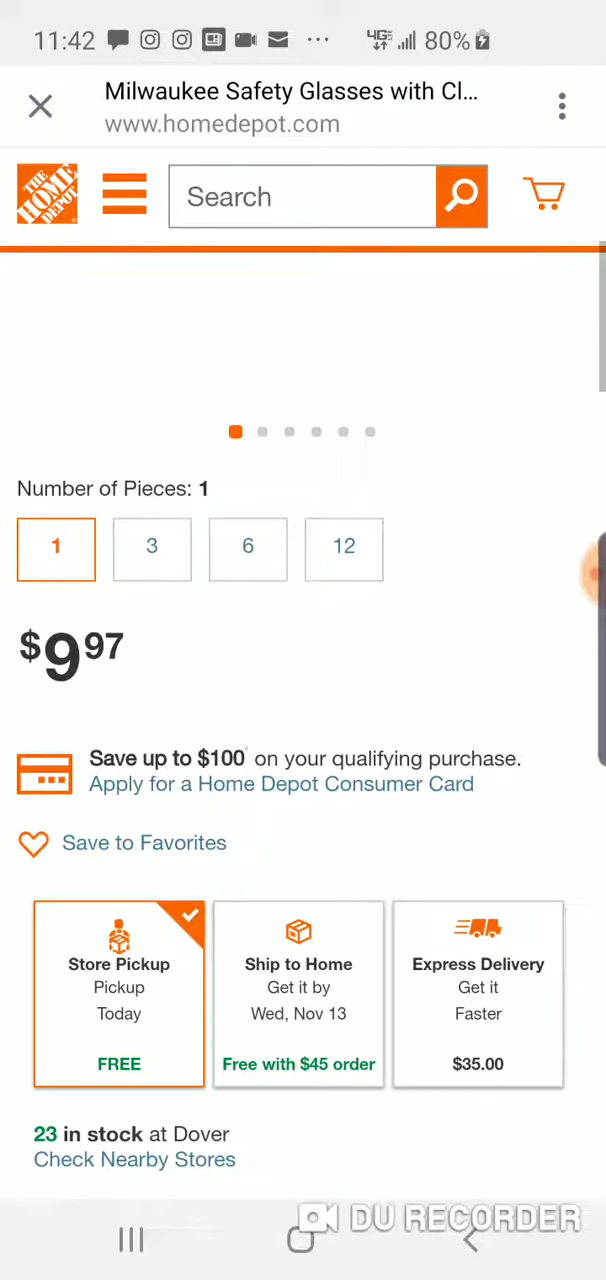 11:42 4GE 80%
Milwaukee Safety Glasses with Cl...
www.homedepot.com
THE HOME DEPOT
Search
Number of Pieces: 1
1 3 6 12
$9 97
Save up to $100* on your qualifying purchase.
Apply for a Home Depot Consumer Card
Save to Favorites
Store Pickup
Pickup
Today
FREE
Ship to Home
Get it by
Wed, Nov 13
Free with $45 order
Express Delivery
Get it
Faster
$35.00
23 in stock at Dover
Check Nearby Stores
DU RECORDER